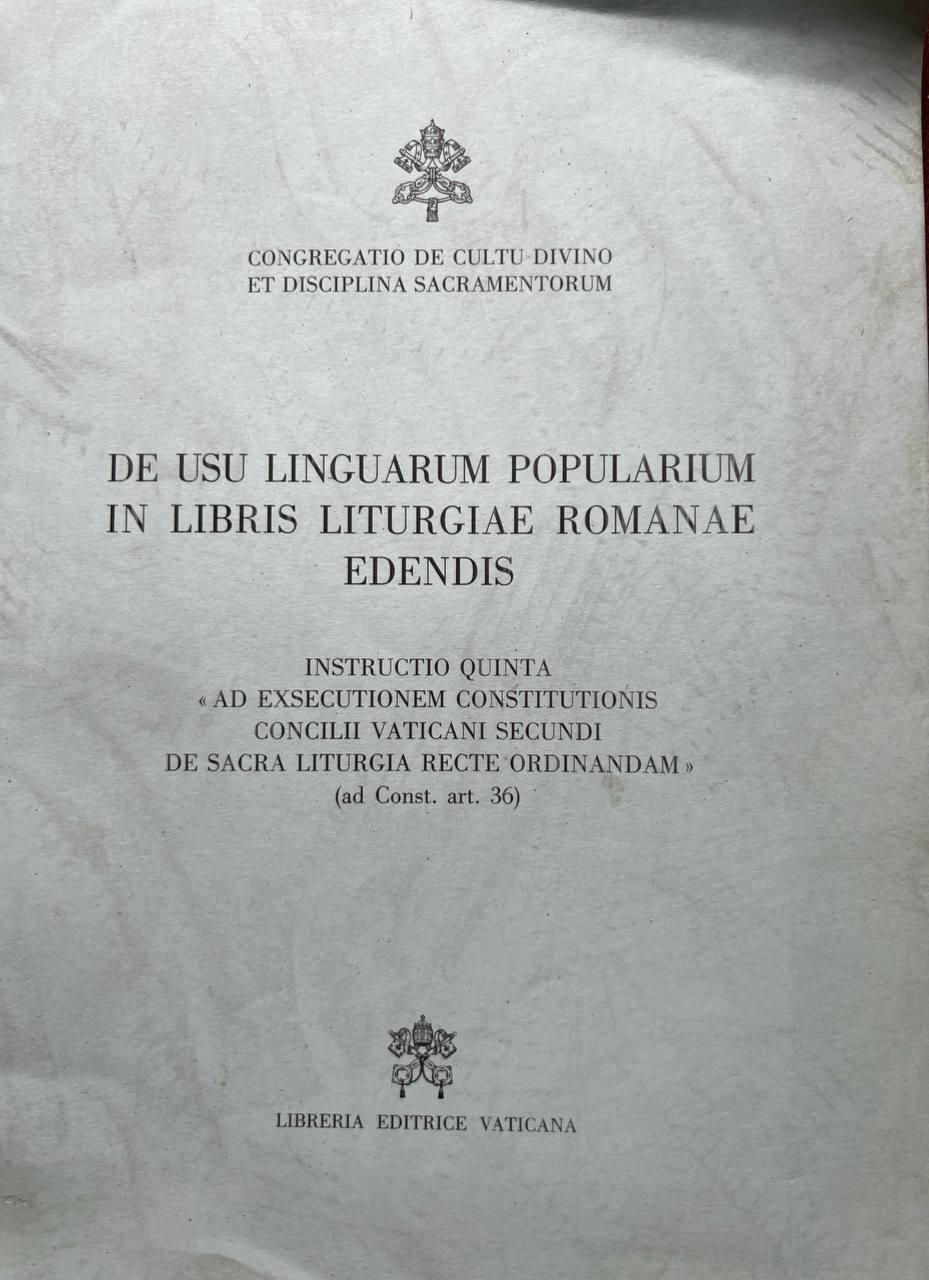 CONGREGATIO DE CULTU DIVINO
ET DISCIPLINA SACRAMENTORUM
DE USU LINGUARUM POPULARIUM
IN LIBRIS LITURGIAE ROMANAE
EDENDIS
INSTRUCTIO QUINTA
« AD EXSECUTIONEM CONSTITUTIONIS
CONCILII VATICANI SECUNDI
DE SACRA LITURGIA RECTE ORDINANDAM »
(ad Const. art. 36)
LIBRERIA EDITRICE VATICANA